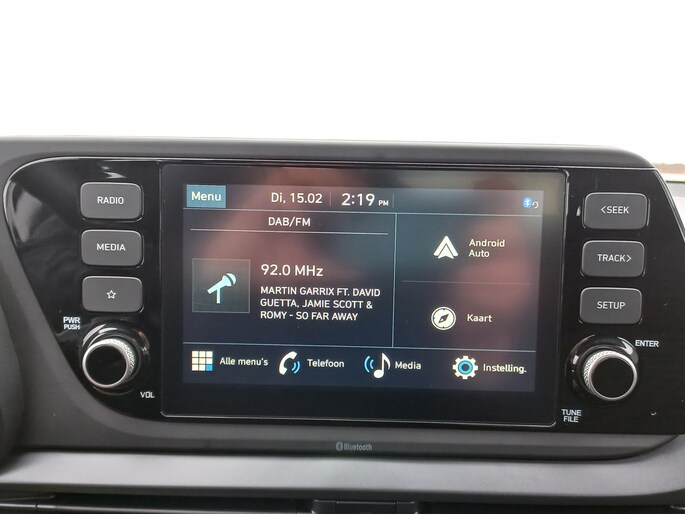 RADIO
MEDIA
☆
PWR
PUSH
VOL
Menu
Di, 15.02
2:19 PM
DAB/FM
92.0 MHz
MARTIN GARRIX FT. DAVID
GUETTA, JAMIE SCOTT &
ROMY - SO FAR AWAY
Android
Auto
Kaart
Alle menu's
Telefoon
Media
Instelling.
<SEEK
TRACK>
SETUP
ENTER
TUNE
FILE
Bluetooth